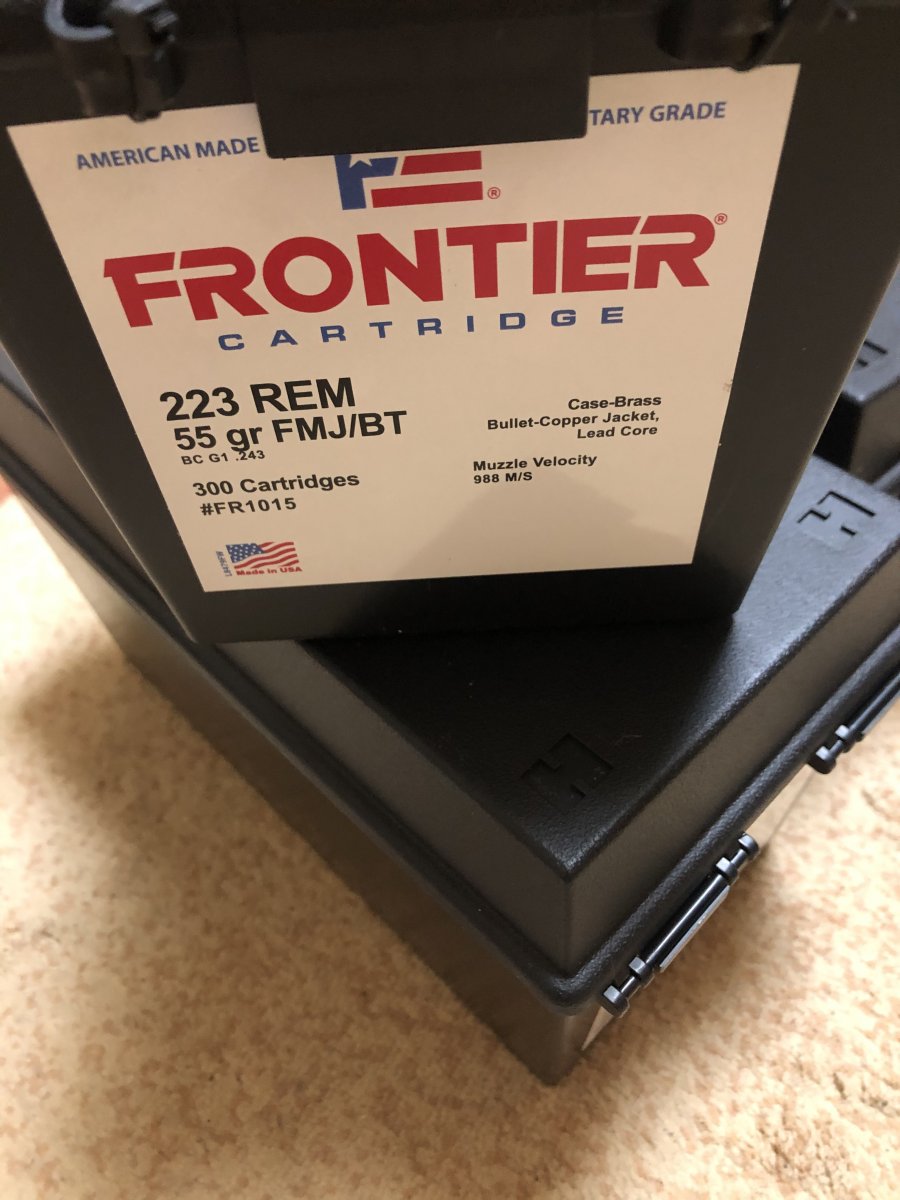 AMERICAN MADE
TARY GRADE
®
FRONTIER®
CARTRIDGE
223 REM
55 gr FMJ/BT
BC G1 .243
300 Cartridges
#FR1015
Case-Brass
Bullet-Copper Jacket,
Lead Core
Muzzle Velocity
988 M/S
Made in USA